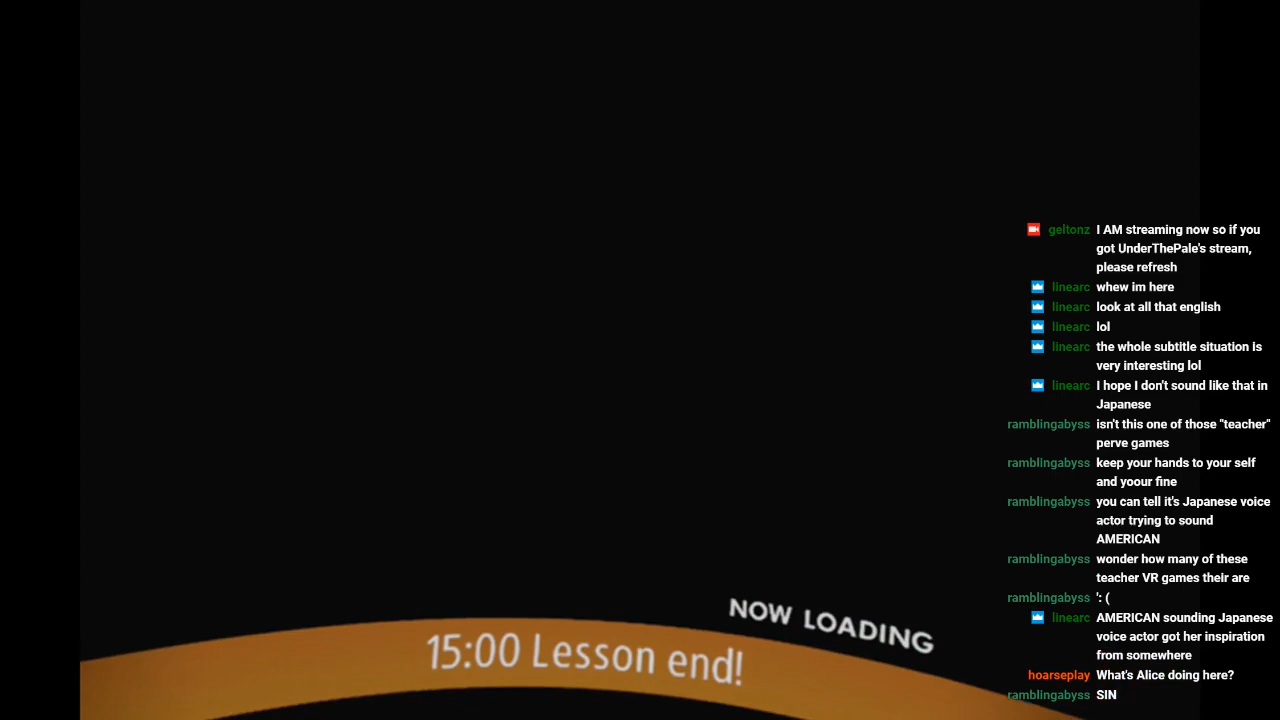 geltonz I AM streaming now so if you
got UnderThePale's stream,
please refresh
linearc whew im here
linearc look at all that english
linearc lol
linearc the whole subtitle situation is
very interesting lol
linearc I hope I don't sound like that in
Japanese
ramblingabyss isn't this one of those "teacher"
perve games
ramblingabyss keep your hands to your self
and yoour fine
ramblingabyss you can tell it's Japanese voice
actor trying to sound
AMERICAN
ramblingabyss wonder how many of these
teacher VR games their are
ramblingabyss ': (
linearc AMERICAN sounding Japanese
voice actor got her inspiration
from somewhere
hoarseplay What's Alice doing here?
ramblingabyss SIN
NOW LOADING
15:00 Lesson end!